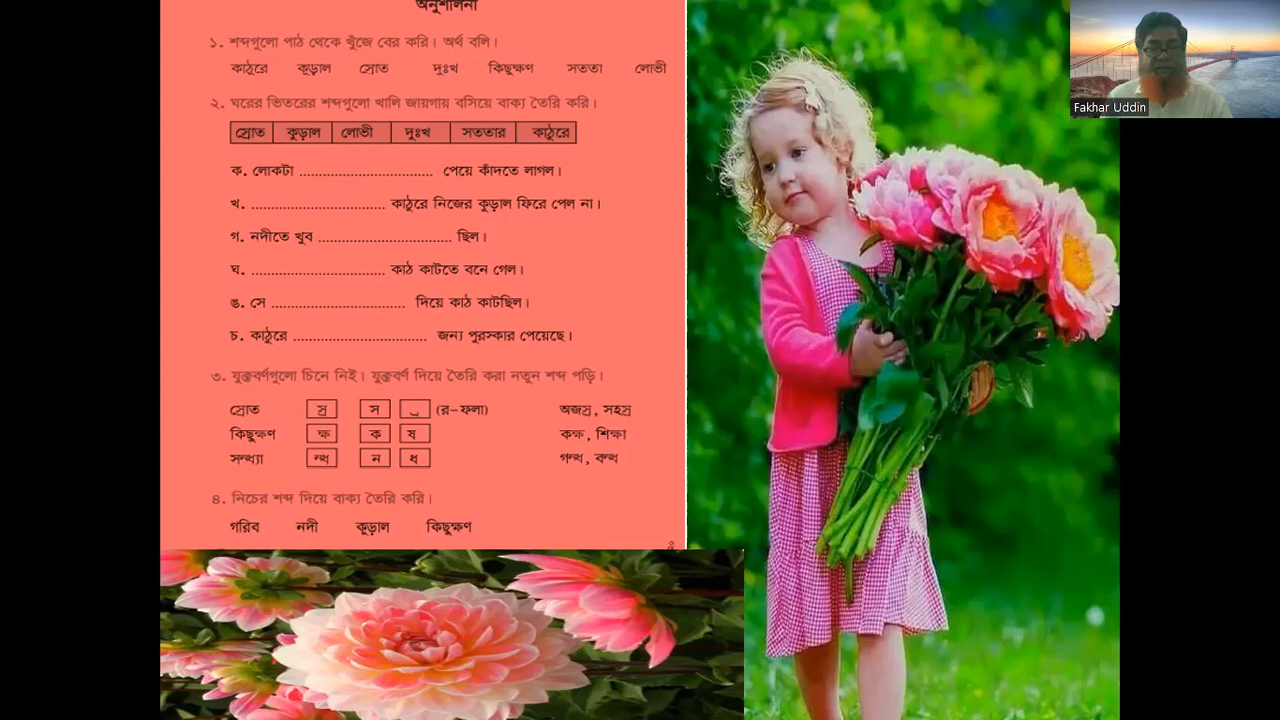 অনুশীলনী
১. শব্দগুলো পাঠ থেকে খুঁজে বের করি। অর্থ বলি।
কাঠুরে কুড়াল স্রোত দুঃখ কিছুক্ষণ সততা লোভী
২. ঘরের ভিতরের শব্দগুলো খালি জায়গায় বসিয়ে বাক্য তৈরি করি।
স্রোত কুড়াল লোভী দুঃখ সততার কাঠুরে
ক. লোকটা .................................. পেয়ে কাঁদতে লাগল।
খ. .................................. কাঠুরে নিজের কুড়াল ফিরে পেল না।
গ. নদীতে খুব .................................. ছিল।
ঘ. .................................. কাঠ কাটতে বনে গেল।
ঙ. সে .................................. দিয়ে কাঠ কাটছিল।
চ. কাঠুরে .................................. জন্য পুরস্কার পেয়েছে।
৩. যুক্তবর্ণগুলো চিনে নিই। যুক্তবর্ণ দিয়ে তৈরি করা নতুন শব্দ পড়ি।
স্রোত স্র স ্র (র-ফলা) অজস্র, সহস্র
কিছুক্ষণ ক্ষ ক ষ কক্ষ, শিক্ষা
সন্ধ্যা ন্ধ ন ধ গন্ধ, বন্ধ
৪. নিচের শব্দ দিয়ে বাক্য তৈরি করি।
গরিব নদী কুড়াল কিছুক্ষণ
Fakhar Uddin